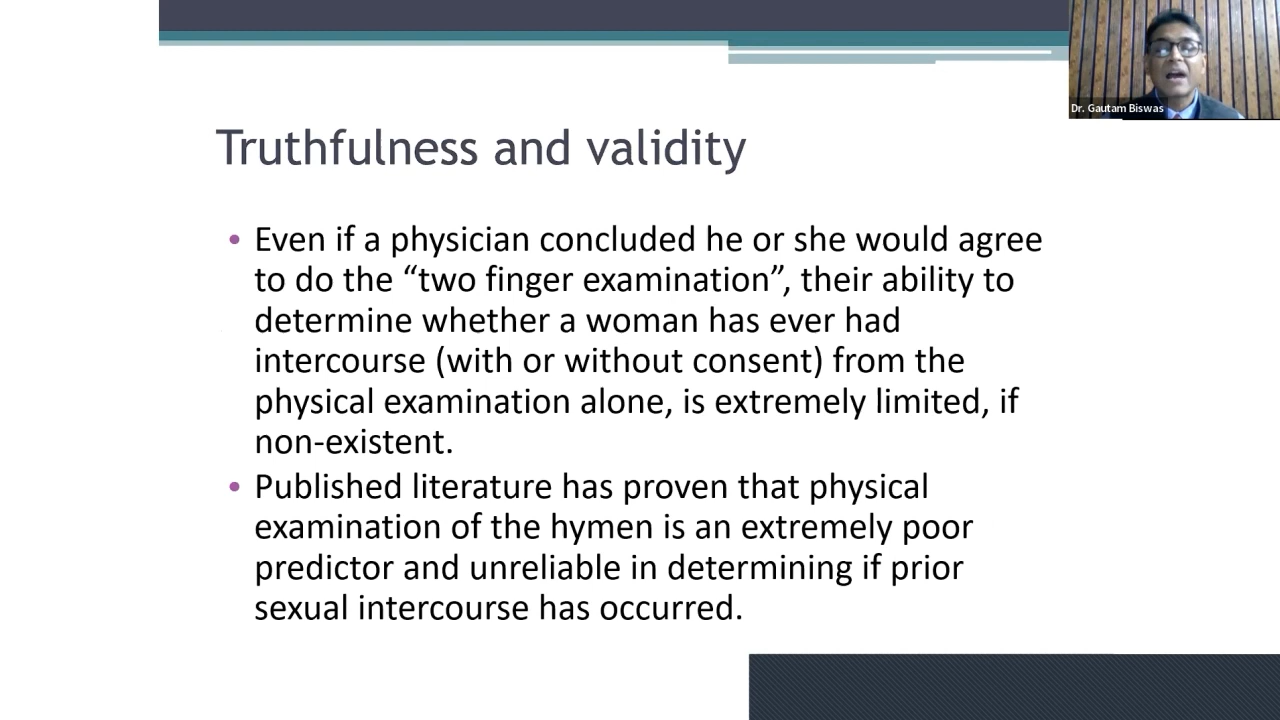 Dr. Gautam Biswas
Truthfulness and validity
• Even if a physician concluded he or she would agree
to do the “two finger examination”, their ability to
determine whether a woman has ever had
intercourse (with or without consent) from the
physical examination alone, is extremely limited, if
non-existent.
• Published literature has proven that physical
examination of the hymen is an extremely poor
predictor and unreliable in determining if prior
sexual intercourse has occurred.